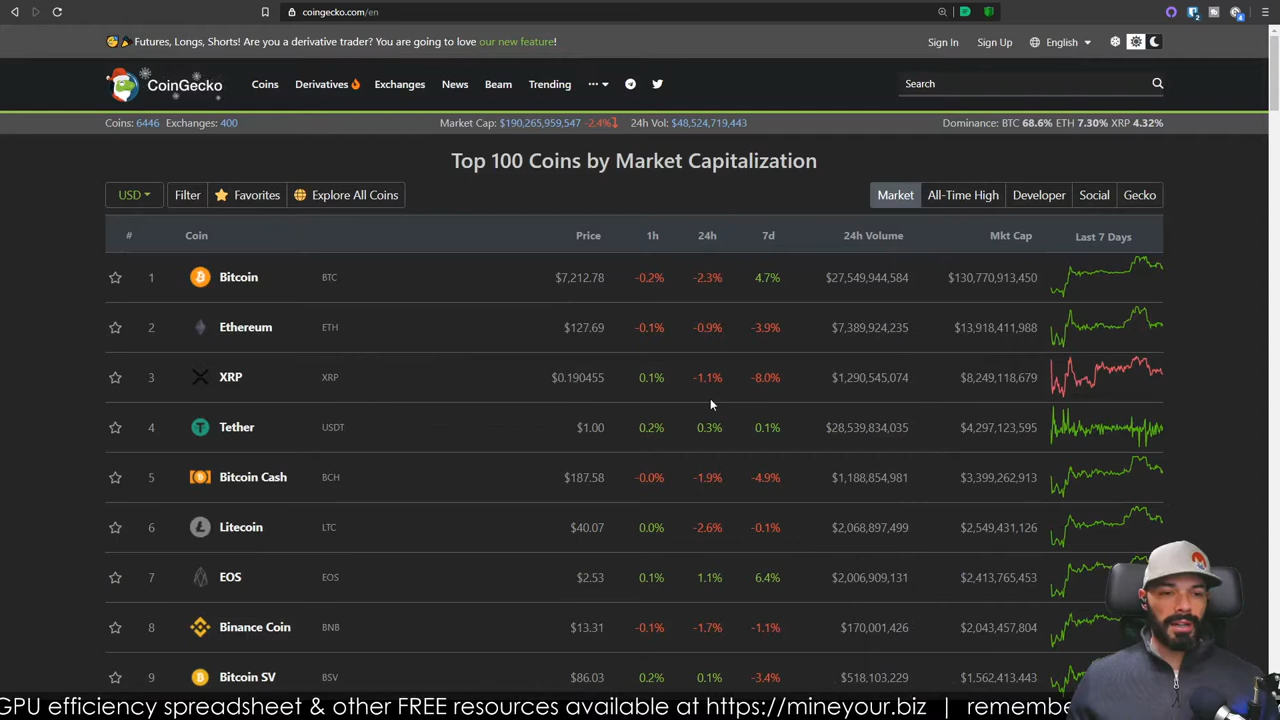 coingecko.com/en
Futures, Longs, Shorts! Are you a derivative trader? You are going to love our new feature! Sign In Sign Up English
CoinGecko Coins Derivatives Exchanges News Beam Trending Search
Coins: 6446 Exchanges: 400 Market Cap: $190,265,959,547 -2.4% 24h Vol: $48,524,719,443 Dominance: BTC 68.6% ETH 7.30% XRP 4.32%
Top 100 Coins by Market Capitalization
USD Filter Favorites Explore All Coins Market All-Time High Developer Social Gecko
# Coin Price 1h 24h 7d 24h Volume Mkt Cap Last 7 Days
1 Bitcoin BTC $7,212.78 -0.2% -2.3% 4.7% $27,549,944,584 $130,770,913,450
2 Ethereum ETH $127.69 -0.1% -0.9% -3.9% $7,389,924,235 $13,918,411,988
3 XRP XRP $0.190455 0.1% -1.1% -8.0% $1,290,545,074 $8,249,118,679
4 Tether USDT $1.00 0.2% 0.3% 0.1% $28,539,834,035 $4,297,123,595
5 Bitcoin Cash BCH $187.58 -0.0% -1.9% -4.9% $1,188,854,981 $3,399,262,913
6 Litecoin LTC $40.07 0.0% -2.6% -0.1% $2,068,897,499 $2,549,431,126
7 EOS EOS $2.53 0.1% 1.1% 6.4% $2,006,909,131 $2,413,765,453
8 Binance Coin BNB $13.31 -0.1% -1.7% -1.1% $170,001,426 $2,043,457,804
9 Bitcoin SV BSV $86.03 0.2% 0.1% -3.4% $518,103,229 $1,562,413,443
GPU efficiency spreadsheet & other FREE resources available at https://mineyour.biz | rememb